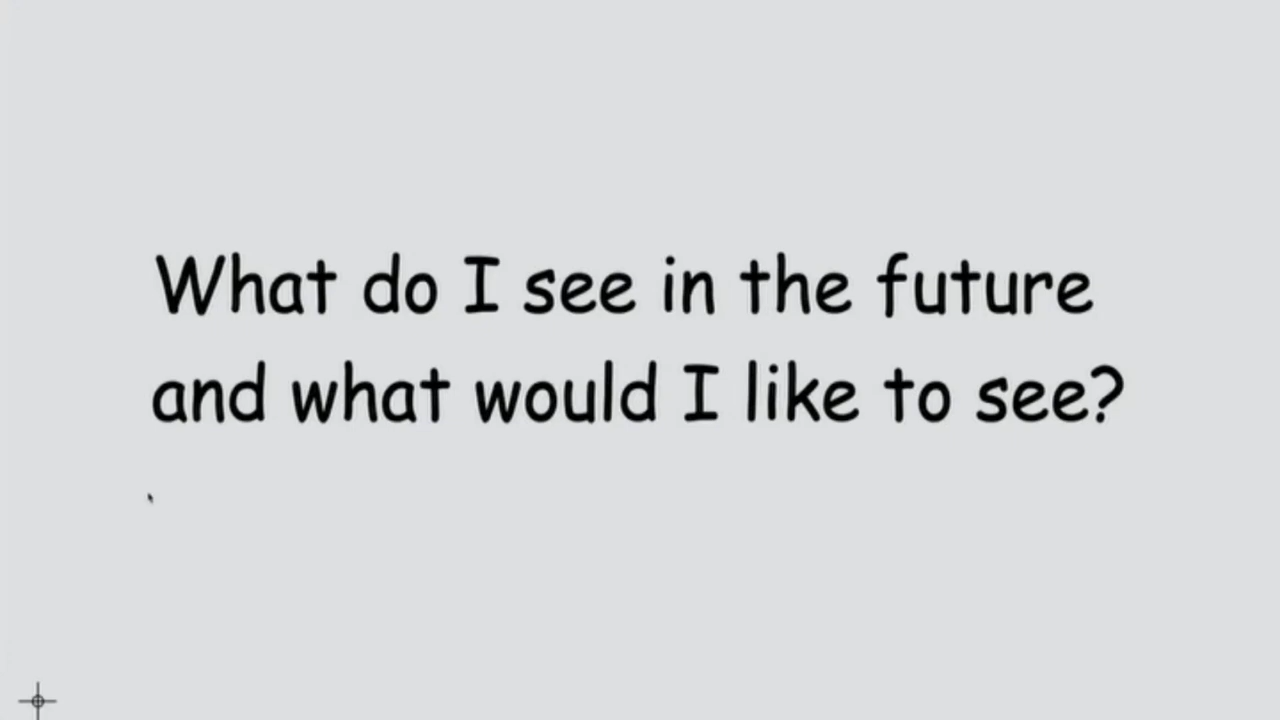 What do I see in the future
and what would I like to see?